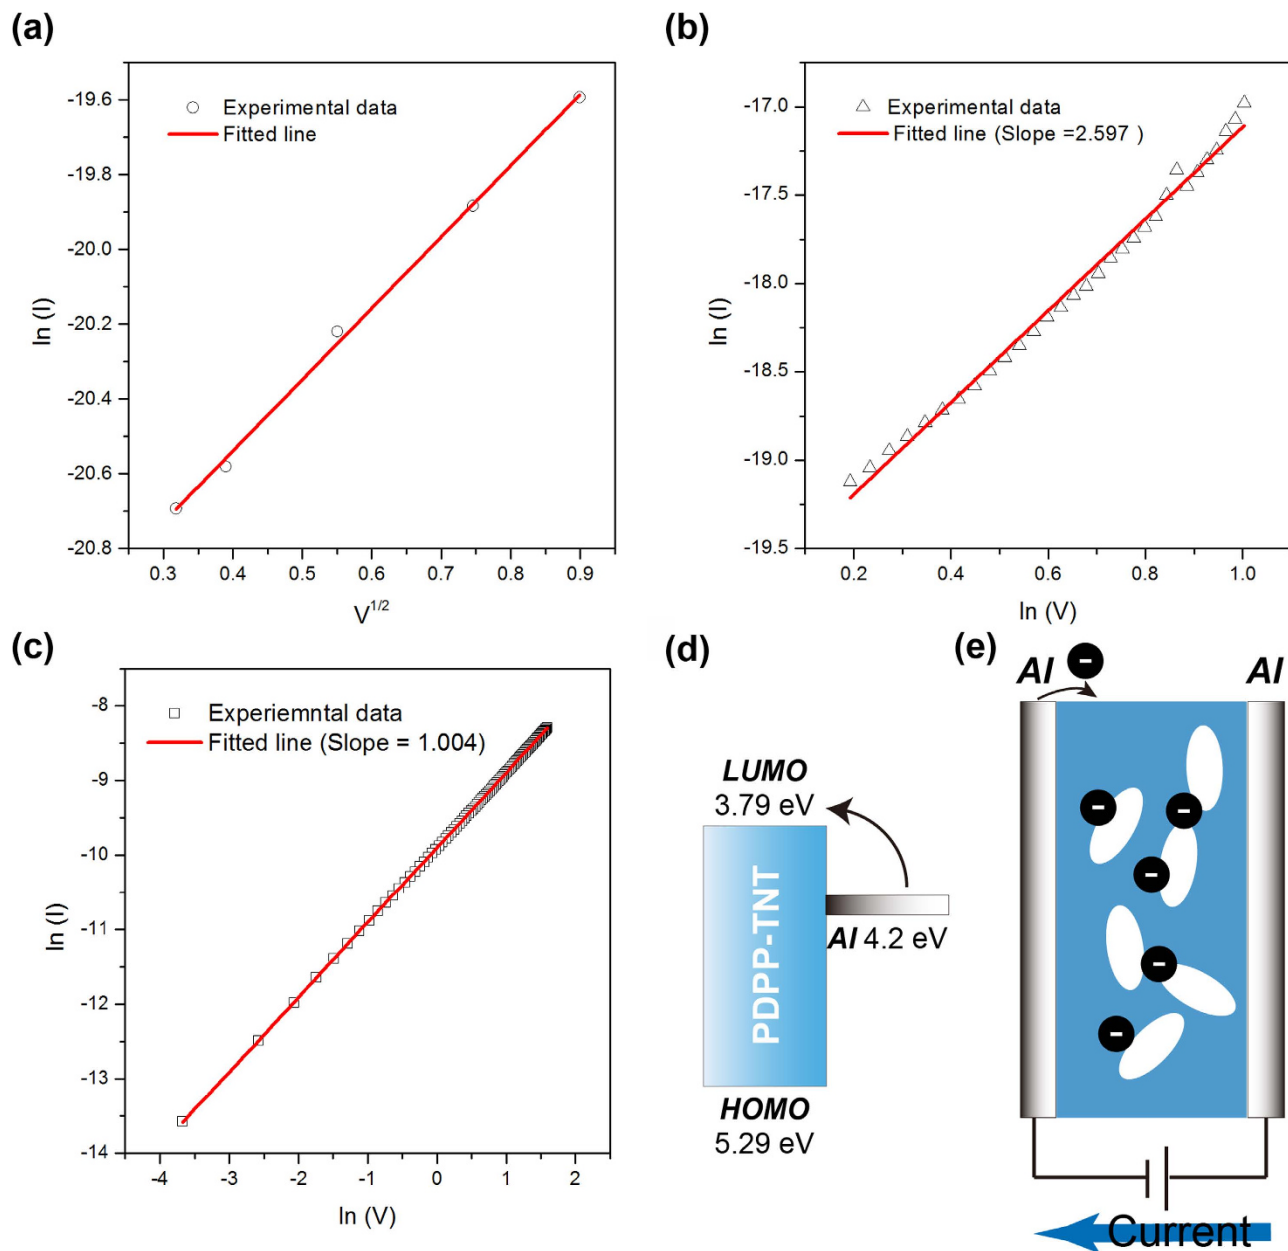 (a)
Experimental data
Fitted line
-19.6
-19.8
-20.0
-20.2
-20.4
-20.6
-20.8
ln (I)
0.3 0.4 0.5 0.6 0.7 0.8 0.9
V^1/2
(b)
Experimental data
Fitted line (Slope =2.597 )
-17.0
-17.5
-18.0
-18.5
-19.0
-19.5
ln (I)
0.2 0.4 0.6 0.8 1.0
ln (V)
(c)
Experiemntal data
Fitted line (Slope = 1.004)
-8
-9
-10
-11
-12
-13
-14
ln (I)
-4 -3 -2 -1 0 1 2
ln (V)
(d)
LUMO
3.79 eV
PDPP-TNT
Al 4.2 eV
HOMO
5.29 eV
(e)
Al
Al
Current